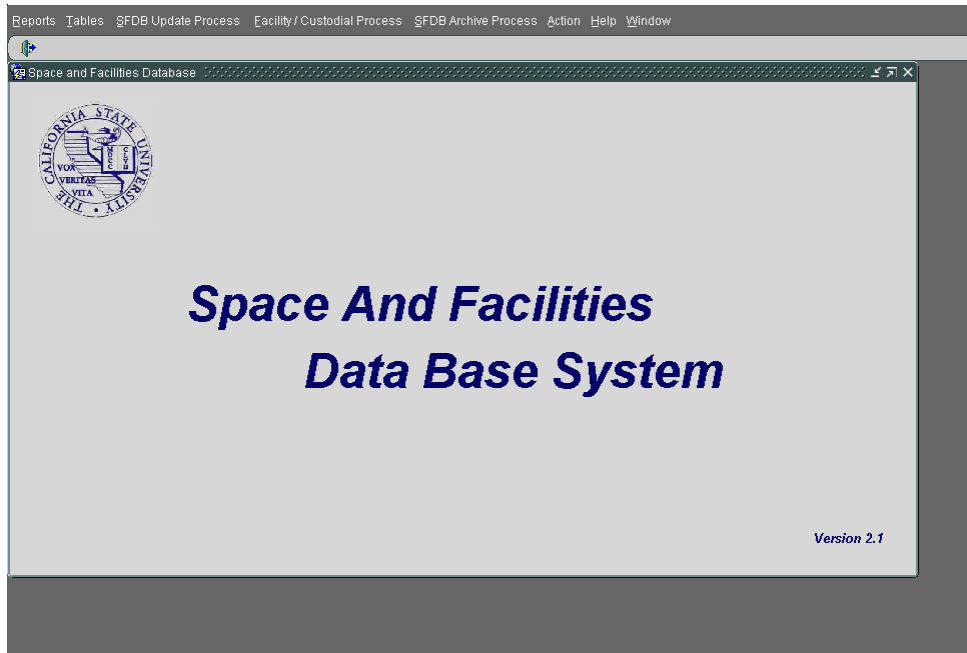 Reports Tables SFDB Update Process Facility / Custodial Process SFDB Archive Process Action Help Window
Space and Facilities Database
THE CALIFORNIA STATE UNIVERSITY
VOX
VERITAS
VITA
Space And Facilities
Data Base System
Version 2.1